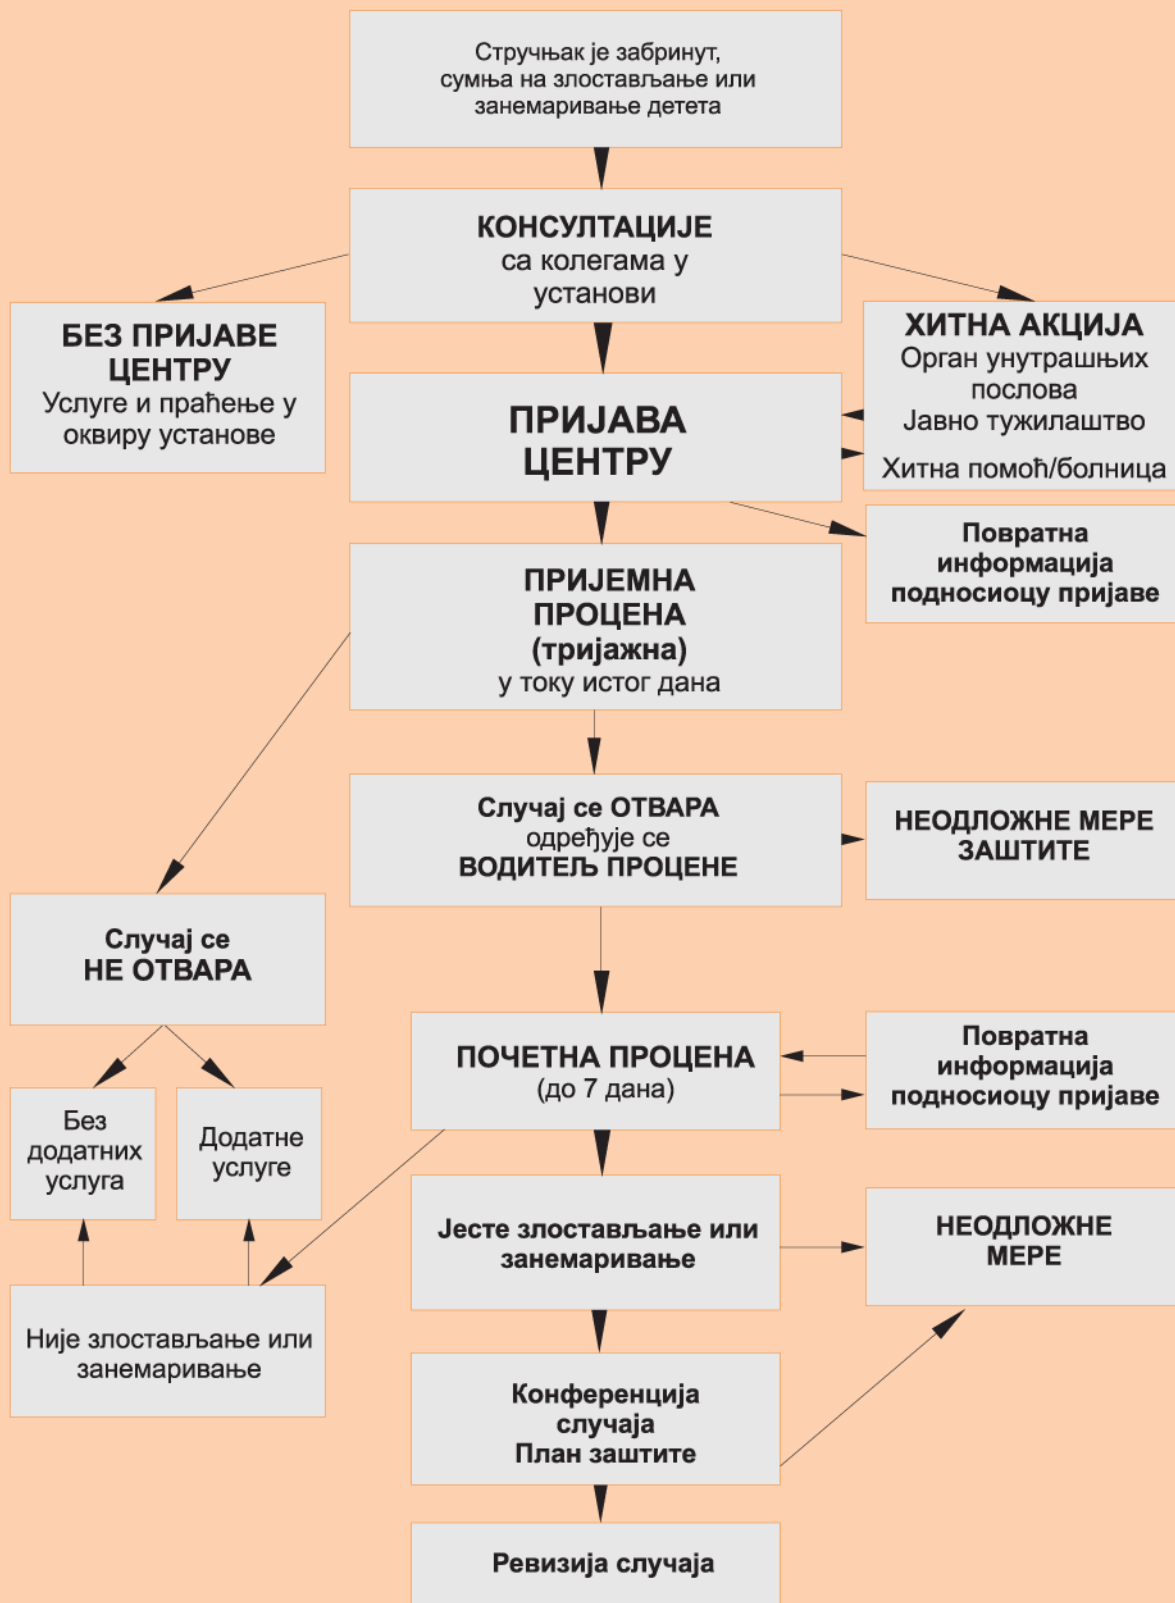 Стручњак је забринут,
сумња на злостављање или
занемаривање детета
КОНСУЛТАЦИЈЕ
са колегама у
установи
БЕЗ ПРИЈАВЕ
ЦЕНТРУ
Услуге и праћење у
оквиру установе
ХИТНА АКЦИЈА
Орган унутрашњих
послова
Јавно тужилаштво
Хитна помоћ/болница
ПРИЈАВА
ЦЕНТРУ
Повратна
информација
подносиоцу пријаве
ПРИЈЕМНА
ПРОЦЕНА
(тријажна)
у току истог дана
Случај се ОТВАРА
одређује се
ВОДИТЕЉ ПРОЦЕНЕ
НЕОДЛОЖНЕ МЕРЕ
ЗАШТИТЕ
Случај се
НЕ ОТВАРА
ПОЧЕТНА ПРОЦЕНА
(до 7 дана)
Повратна
информација
подносиоцу пријаве
Без
додатних
услуга
Додатне
услуге
Јесте злостављање или
занемаривање
НЕОДЛОЖНЕ
МЕРЕ
Није злостављање или
занемаривање
Конференција
случаја
План заштите
Ревизија случаја